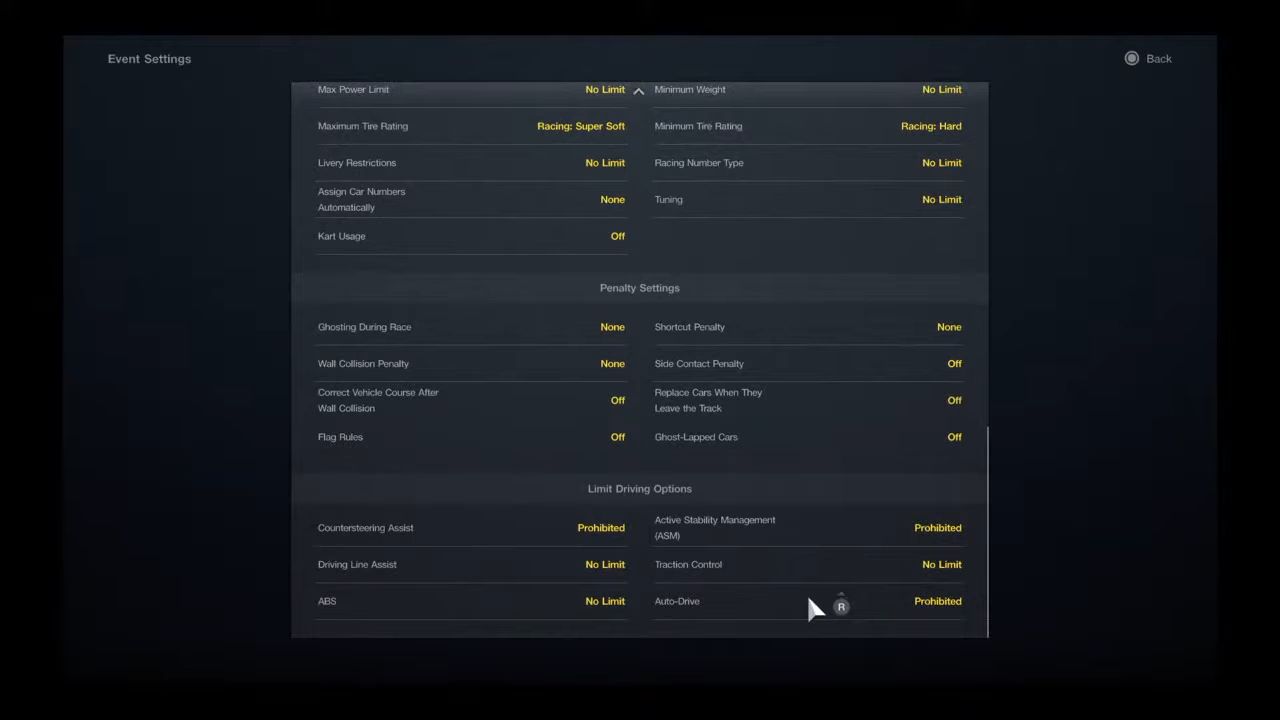 Event Settings
Back
Max Power Limit No Limit Minimum Weight No Limit
Maximum Tire Rating Racing: Super Soft Minimum Tire Rating Racing: Hard
Livery Restrictions No Limit Racing Number Type No Limit
Assign Car Numbers
Automatically None Tuning No Limit
Kart Usage Off
Penalty Settings
Ghosting During Race None Shortcut Penalty None
Wall Collision Penalty None Side Contact Penalty Off
Correct Vehicle Course After
Wall Collision Off
Replace Cars When They
Leave the Track Off
Flag Rules Off Ghost-Lapped Cars Off
Limit Driving Options
Countersteering Assist Prohibited
Active Stability Management
(ASM) Prohibited
Driving Line Assist No Limit Traction Control No Limit
ABS No Limit Auto-Drive R Prohibited